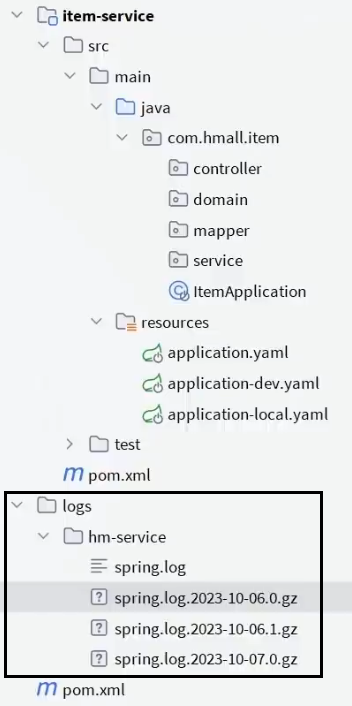 item-service
src
main
java
com.hmall.item
controller
domain
mapper
service
ItemApplication
resources
application.yaml
application-dev.yaml
application-local.yaml
test
pom.xml
logs
hm-service
spring.log
spring.log.2023-10-06.0.gz
spring.log.2023-10-06.1.gz
spring.log.2023-10-07.0.gz
pom.xml